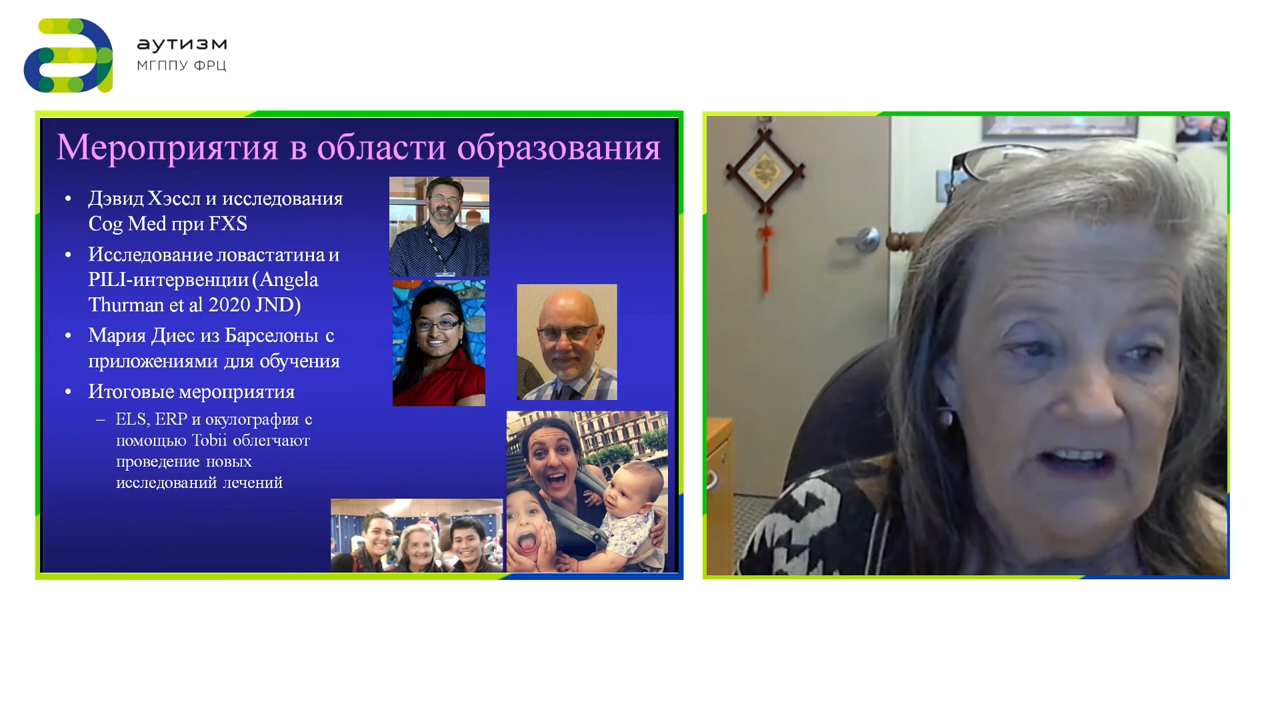 аутизм
МГППУ ФРЦ
Мероприятия в области образования
• Дэвид Хэссл и исследования
Cog Med при FXS
• Исследование ловастатина и
PILI-интервенции (Angela
Thurman et al 2020 JND)
• Мария Диес из Барселоны с
приложениями для обучения
• Итоговые мероприятия
– ELS, ERP и окулография с
помощью Tobii облегчают
проведение новых
исследований лечений